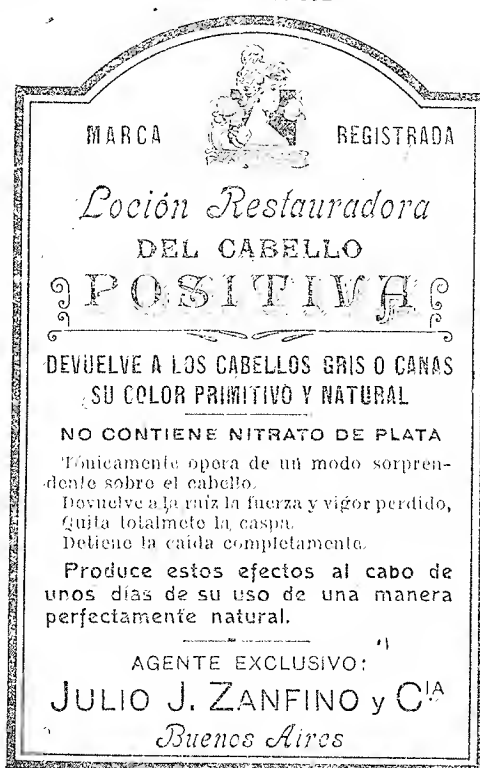 MARCA REGISTRADA
Loción Restauradora
DEL CABELLO
POSITIVA
DEVUELVE A LOS CABELLOS GRIS O CANAS
SU COLOR PRIMITIVO Y NATURAL
NO CONTIENE NITRATO DE PLATA
Tónicamente opera de un modo sorpren-
dente sobre el cabello.
Devuelve a la raiz la fuerza y vigor perdido,
Quita totalmete la caspa.
Detiene la caida completamente.
Produce estos efectos al cabo de
unos días de su uso de una manera
perfectamente natural.
AGENTE EXCLUSIVO:
JULIO J. ZANFINO y CIA
Buenos Aires